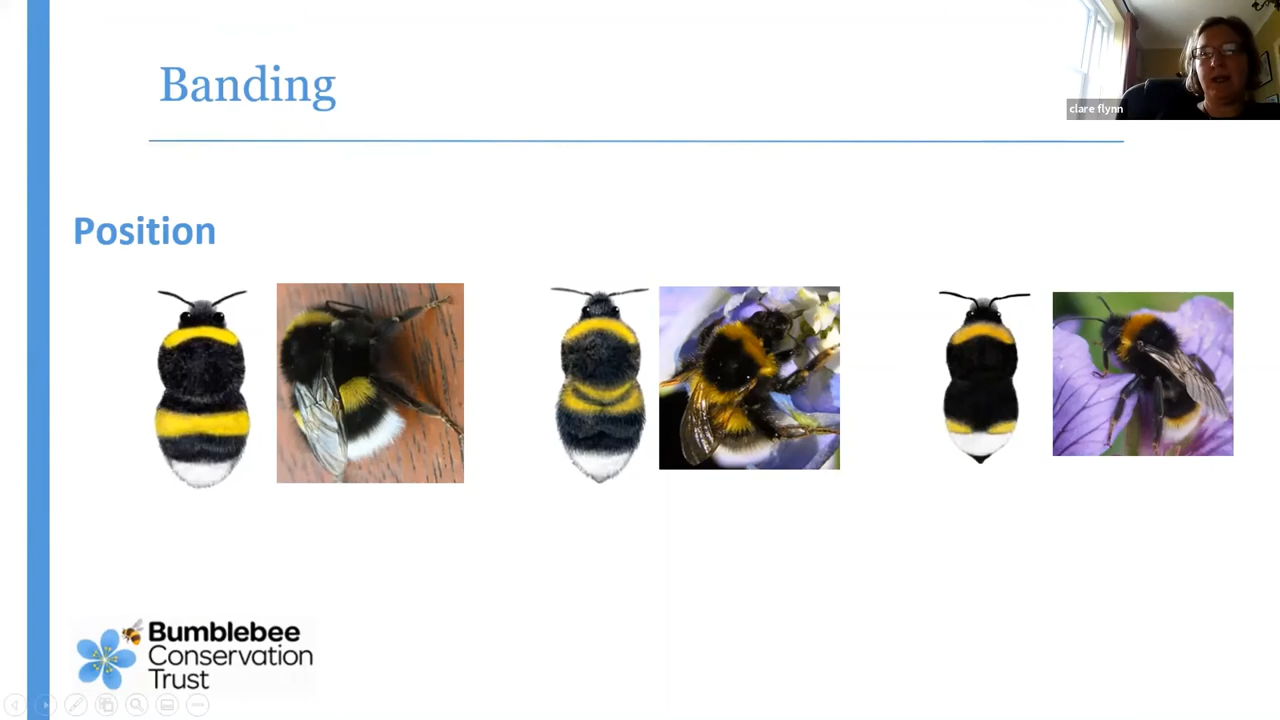 Banding
clare flynn
Position
Bumblebee
Conservation
Trust